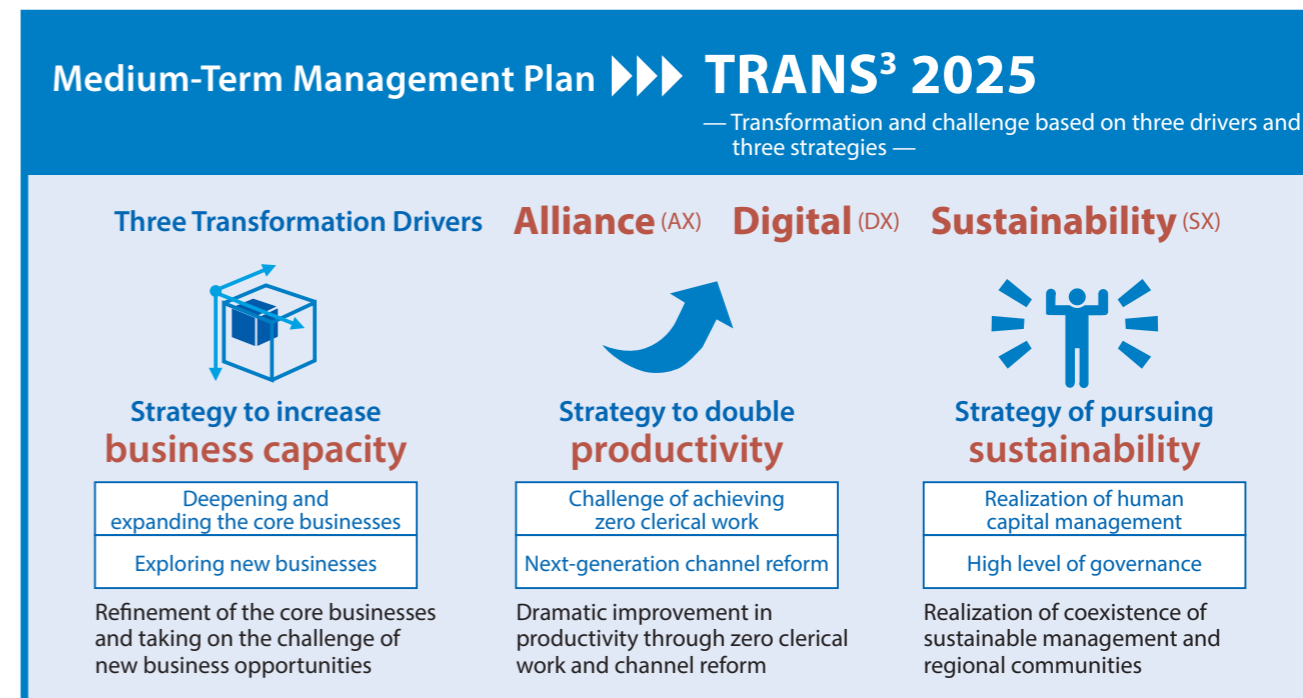 Medium-Term Management Plan
TRANS³ 2025
— Transformation and challenge based on three drivers and
three strategies —
Three Transformation Drivers Alliance (AX) Digital (DX) Sustainability (SX)
Strategy to increase
business capacity
Deepening and
expanding the core businesses
Exploring new businesses
Refinement of the core businesses
and taking on the challenge of
new business opportunities
Strategy to double
productivity
Challenge of achieving
zero clerical work
Next-generation channel reform
Dramatic improvement in
productivity through zero clerical
work and channel reform
Strategy of pursuing
sustainability
Realization of human
capital management
High level of governance
Realization of coexistence of
sustainable management and
regional communities